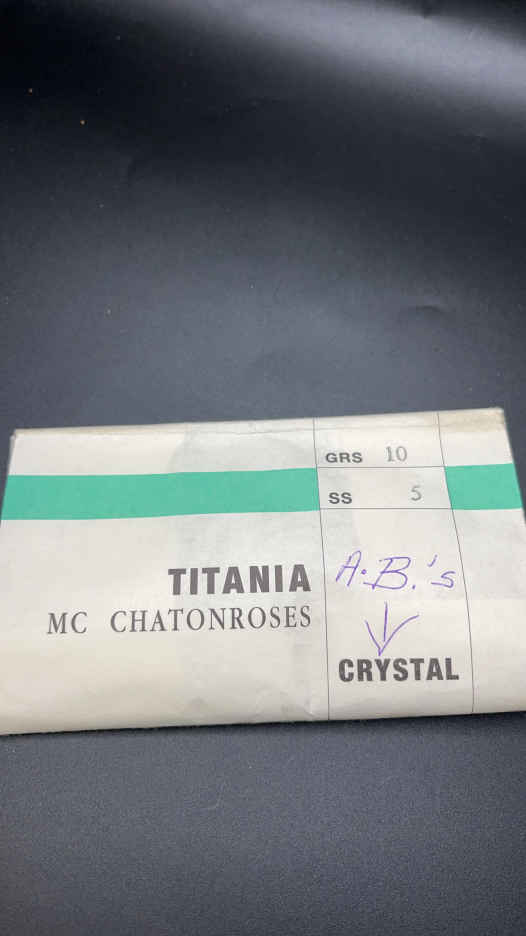 GRS 10
SS 5
TITANIA
MC CHATONROSES
A.B.'s
CRYSTAL